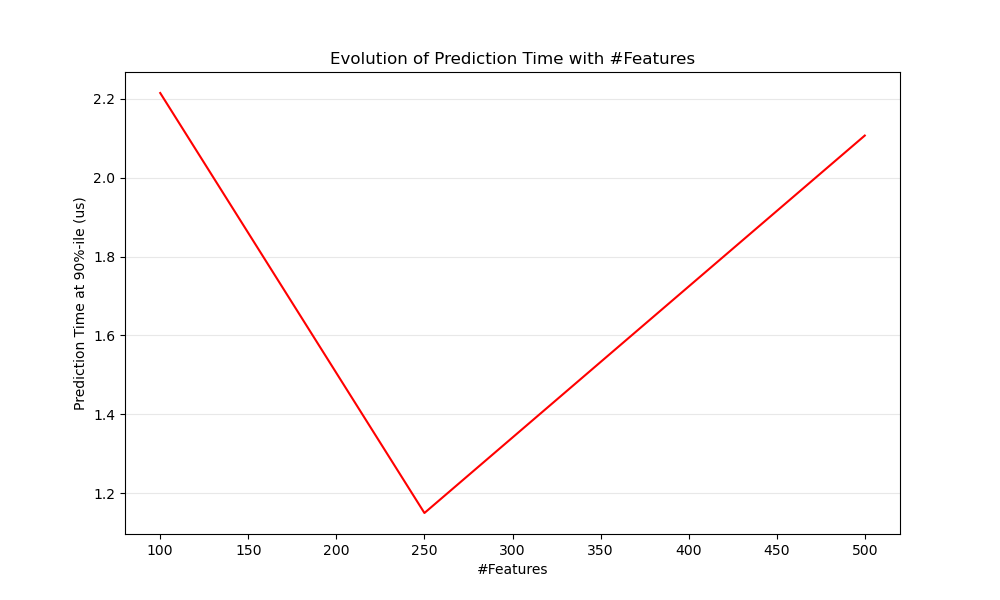 Evolution of Prediction Time with #Features
Prediction Time at 90%-ile (us)
2.2
2.0
1.8
1.6
1.4
1.2
100 150 200 250 300 350 400 450 500
#Features